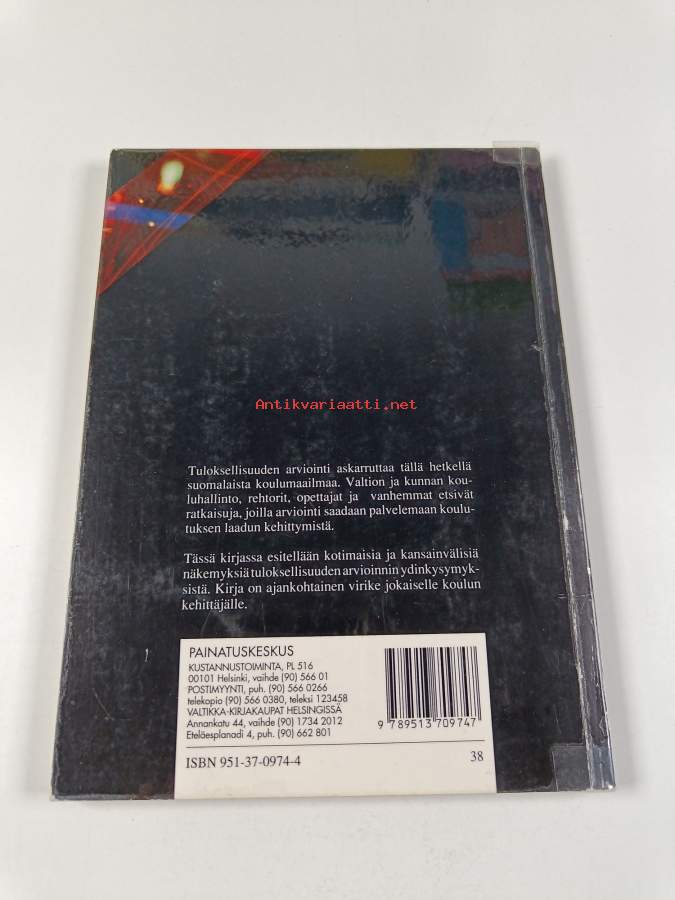 Antikvariaatti.net
Tuloksellisuuden arviointi askarruttaa tällä hetkellä
suomalaista koulumaailmaa. Valtion ja kunnan kou-
luhallinto, rehtorit, opettajat ja vanhemmat etsivät
ratkaisuja, joilla arviointi saadaan palvelemaan koulu-
tuksen laadun kehittymistä.
Tässä kirjassa esitellään kotimaisia ja kansainvälisiä
näkemyksiä tuloksellisuuden arvioinnin ydinkysymyk-
sistä. Kirja on ajankohtainen virike jokaiselle koulun
kehittäjälle.
PAINATUSKESKUS
KUSTANNUSTOIMINTA, PL 516
00101 Helsinki, vaihde (90) 566 01
POSTIMYYNTI, puh. (90) 566 0266
telekopio (90) 566 0380, teleksi 123458
VALTIKKA-KIRJAKAUPAT HELSINGISSÄ
Annankatu 44, vaihde (90) 1734 2012
Eteläesplanadi 4, puh. (90) 662 801
9 789513 709747
ISBN 951-37-0974-4 38